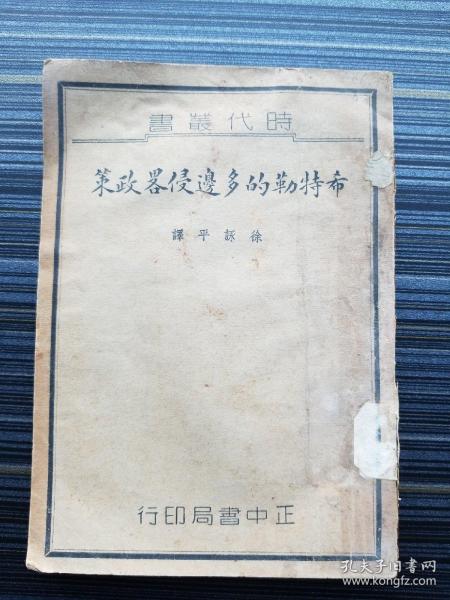 時代叢書
希特勒的多邊侵畧政策
徐詠平譯
正中書局印行
孔夫子旧书网
www.kongfz.com